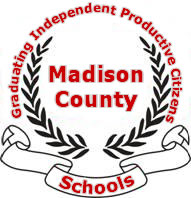 Graduating Independent Productive Citizens
Madison
County
Schools